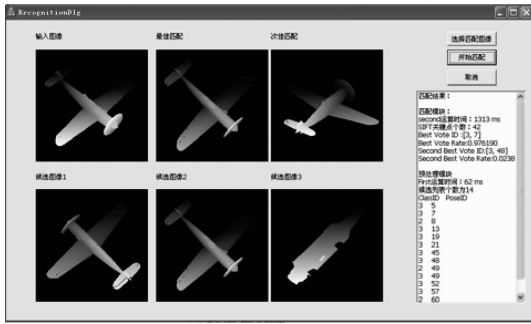 RecognitionDlg
输入图像
最佳匹配
次佳匹配
选择匹配图像
开始匹配
取消
候选图像1
候选图像2
候选图像3
匹配结果：
匹配模块：
second运算时间：1313 ms
SIFT关键点个数：42
Best Vote ID :[3, 7]
Best Vote Rate:0.976190
Second Best Vote ID:[3, 48]
Second Best Vote Rate:0.0238
预处理模块
First运算时间：62 ms
候选列表个数为14
ClassID PoseID
3 5
3 7
2 8
3 13
3 19
3 21
3 45
3 48
2 49
3 49
3 52
3 57
2 60